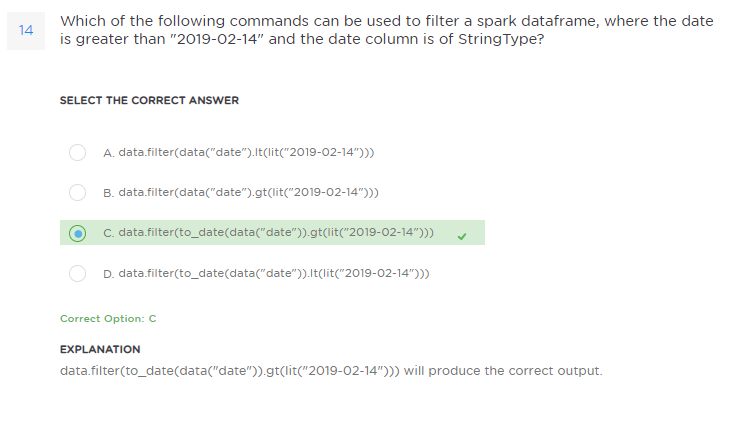 14
Which of the following commands can be used to filter a spark dataframe, where the date
is greater than "2019-02-14" and the date column is of StringType?
SELECT THE CORRECT ANSWER
A. data.filter(data("date").lt(lit("2019-02-14")))
B. data.filter(data("date").gt(lit("2019-02-14")))
C. data.filter(to_date(data("date")).gt(lit("2019-02-14")))
D. data.filter(to_date(data("date")).lt(lit("2019-02-14")))
Correct Option: C
EXPLANATION
data.filter(to_date(data("date")).gt(lit("2019-02-14"))) will produce the correct output.